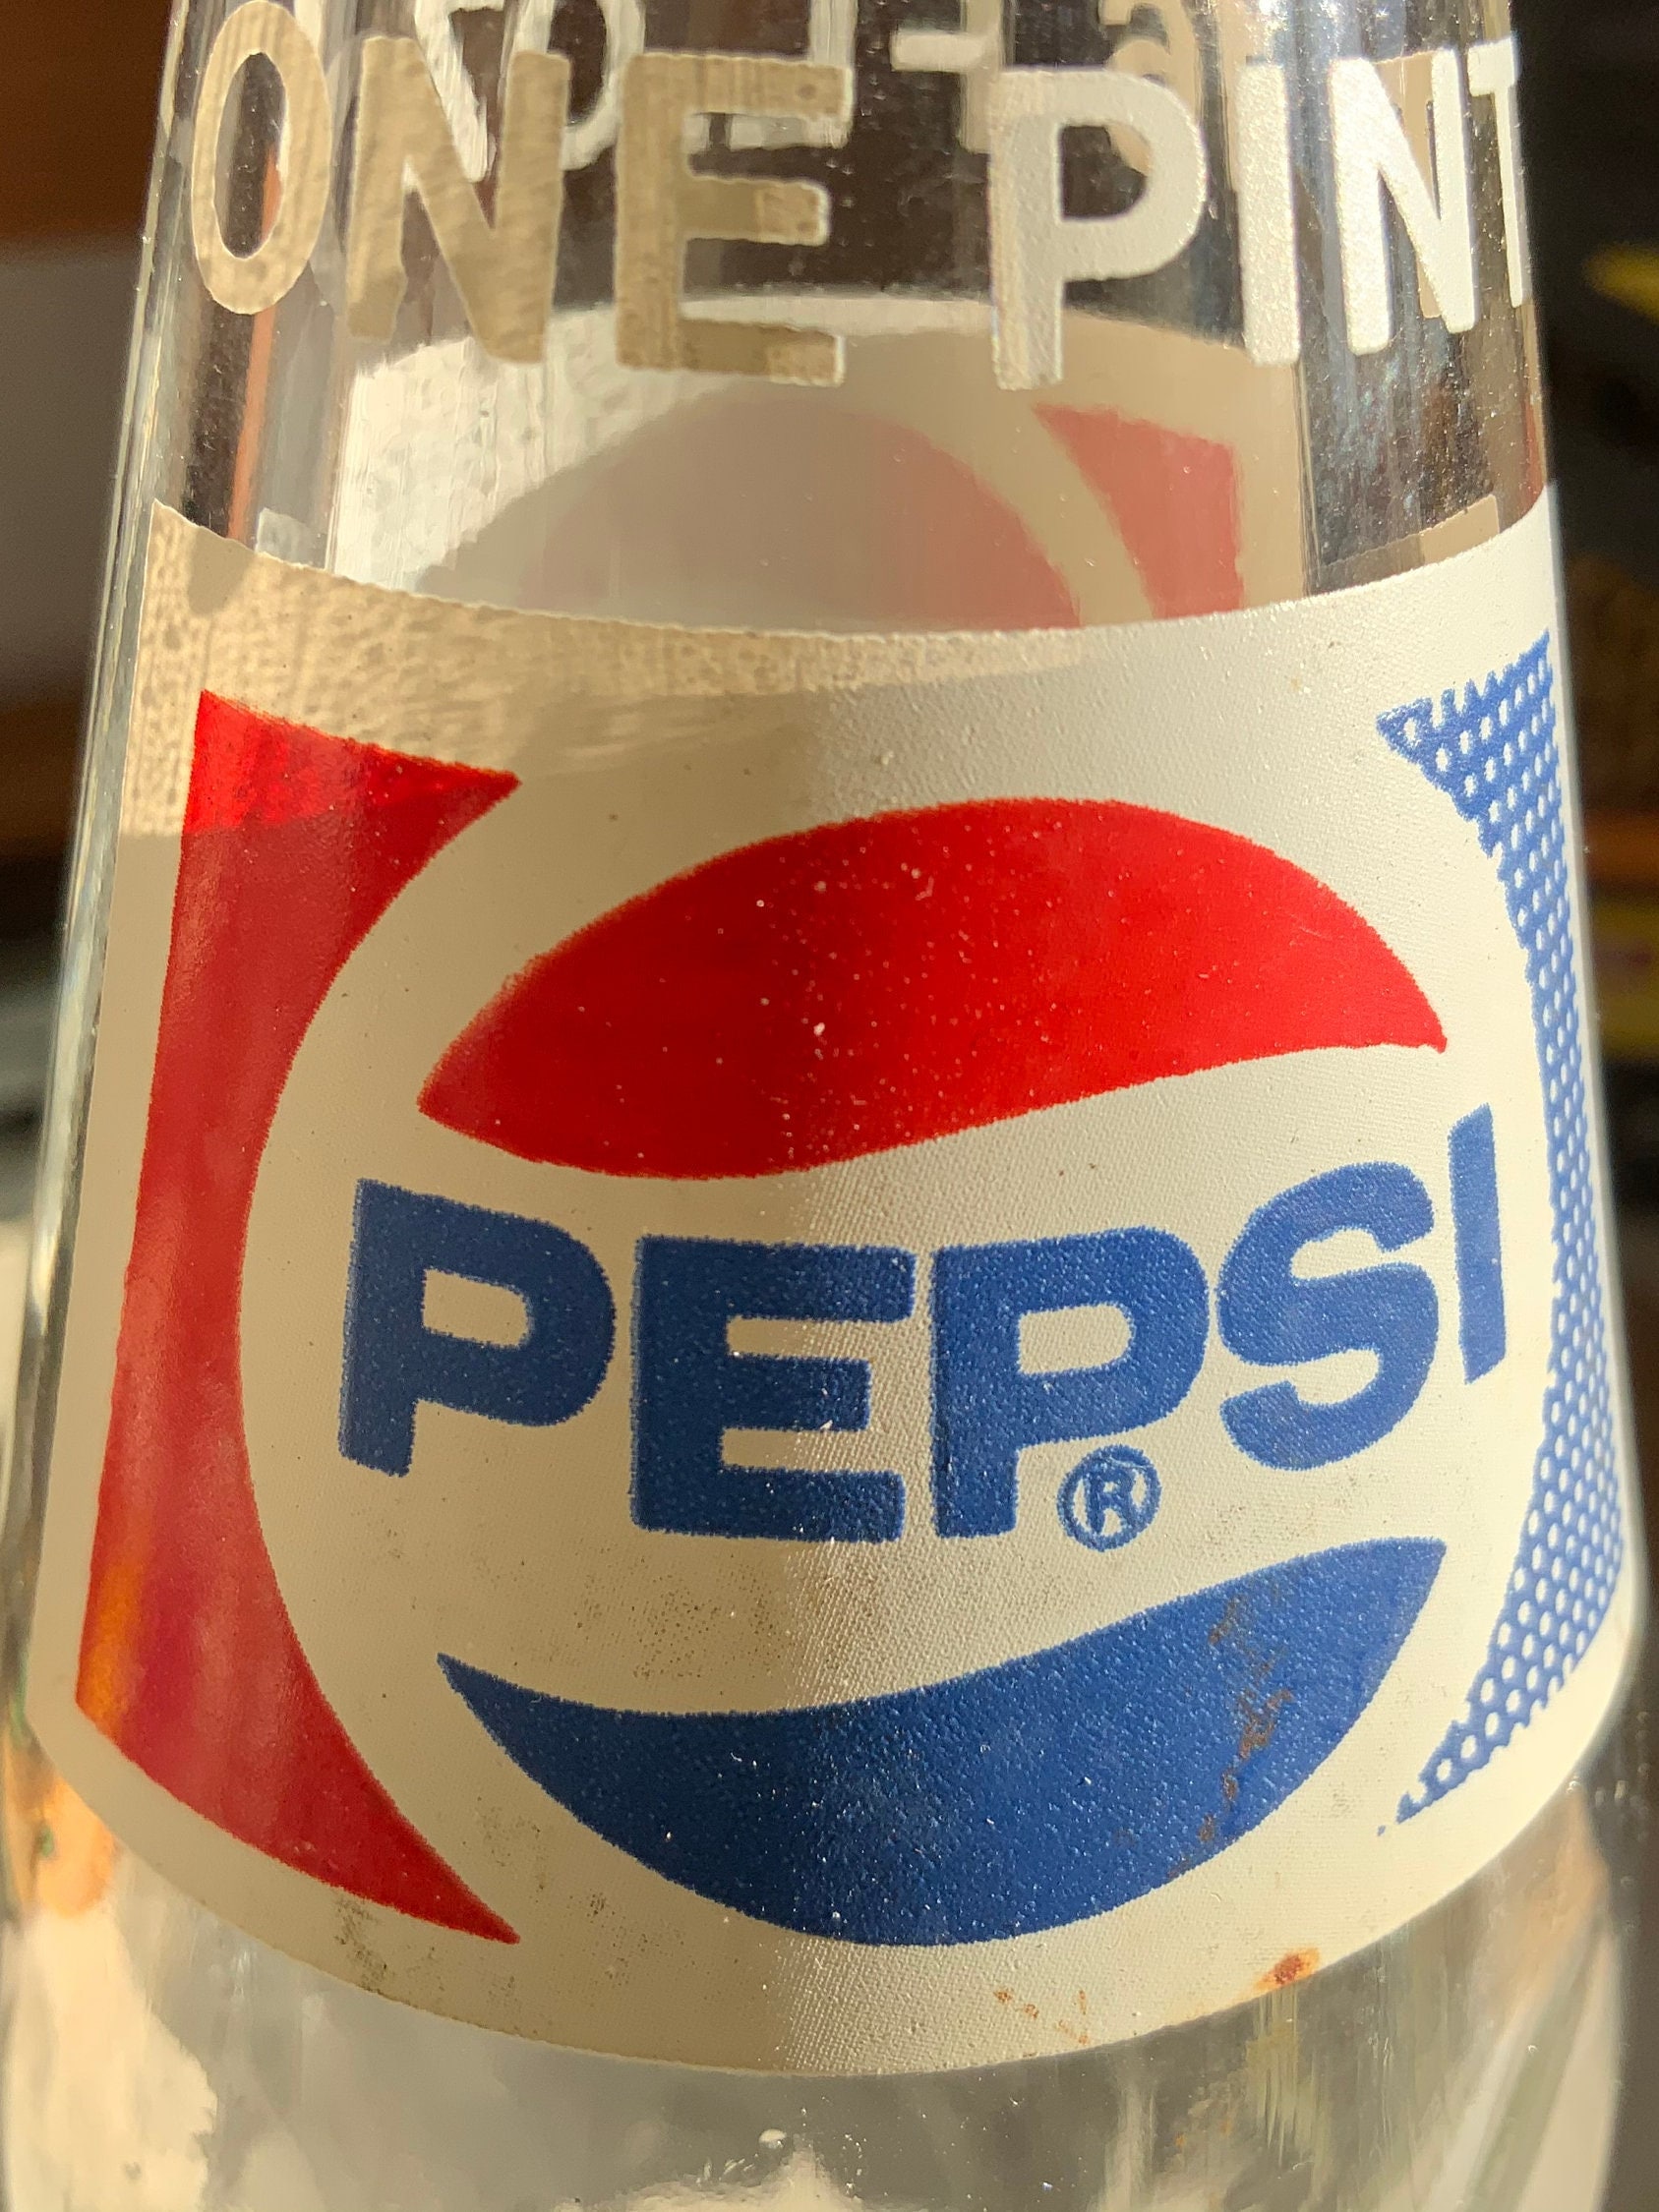 ONE PINT
PEPSI
®